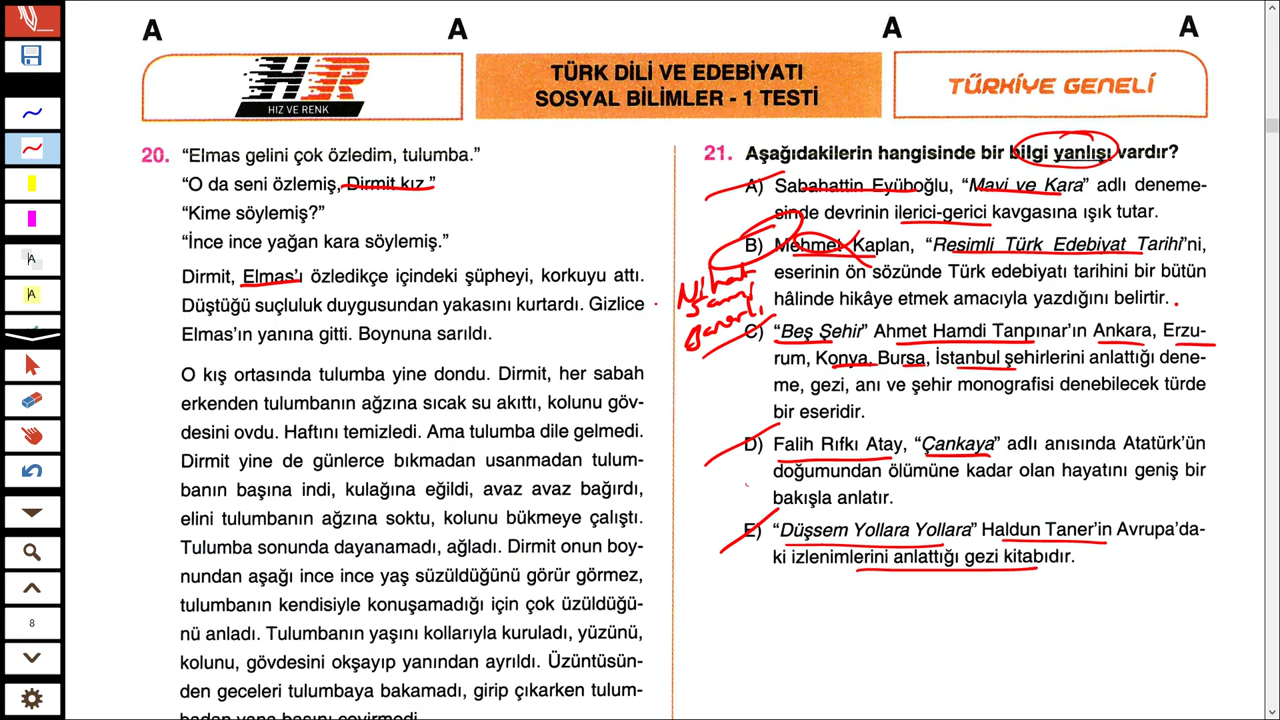 A
A
A
A
HR
HIZ VE RENK
TÜRK DİLİ VE EDEBİYATI
SOSYAL BİLİMLER - 1 TESTİ
TÜRKİYE GENELİ
20. “Elmas gelini çok özledim, tulumba.”
“O da seni özlemiş, Dirmit kız.”
“Kime söylemiş?”
“İnce ince yağan kara söylemiş.”
Dirmit, Elmas’ı özledikçe içindeki şüpheyi, korkuyu attı.
Düştüğü suçluluk duygusundan yakasını kurtardı. Gizlice
Elmas’ın yanına gitti. Boynuna sarıldı.
O kış ortasında tulumba yine dondu. Dirmit, her sabah
erkenden tulumbanın ağzına sıcak su akıttı, kolunu göv-
desini ovdu. Haftını temizledi. Ama tulumba dile gelmedi.
Dirmit yine de günlerce bıkmadan usanmadan tulum-
banın başına indi, kulağına eğildi, avaz avaz bağırdı,
elini tulumbanın ağzına soktu, kolunu bükmeye çalıştı.
Tulumba sonunda dayanamadı, ağladı. Dirmit onun boy-
nundan aşağı ince ince yaş süzüldüğünü görür görmez,
tulumbanın kendisiyle konuşamadığı için çok üzüldüğü-
nü anladı. Tulumbanın yaşını kollarıyla kuruladı, yüzünü,
kolunu, gövdesini okşayıp yanından ayrıldı. Üzüntüsün-
den geceleri tulumbaya bakamadı, girip çıkarken tulum-
badan yana başını çevirmedi.
21. Aşağıdakilerin hangisinde bir bilgi yanlışı vardır?
A) Sabahattin Eyüboğlu, “Mavi ve Kara” adlı deneme-
sinde devrinin ilerici-gerici kavgasına ışık tutar.
B) Mehmet Kaplan, “Resimli Türk Edebiyat Tarihi’ni,
eserinin ön sözünde Türk edebiyatı tarihini bir bütün
hâlinde hikâye etmek amacıyla yazdığını belirtir.
Nihat
Sami
Banarlı
C) “Beş Şehir” Ahmet Hamdi Tanpınar’ın Ankara, Erzu-
rum, Konya, Bursa, İstanbul şehirlerini anlattığı dene-
me, gezi, anı ve şehir monografisi denebilecek türde
bir eseridir.
D) Falih Rıfkı Atay, “Çankaya” adlı anısında Atatürk’ün
doğumundan ölümüne kadar olan hayatını geniş bir
bakışla anlatır.
E) “Düşsem Yollara Yollara” Haldun Taner’in Avrupa’da-
ki izlenimlerini anlattığı gezi kitabıdır.
A
A
8